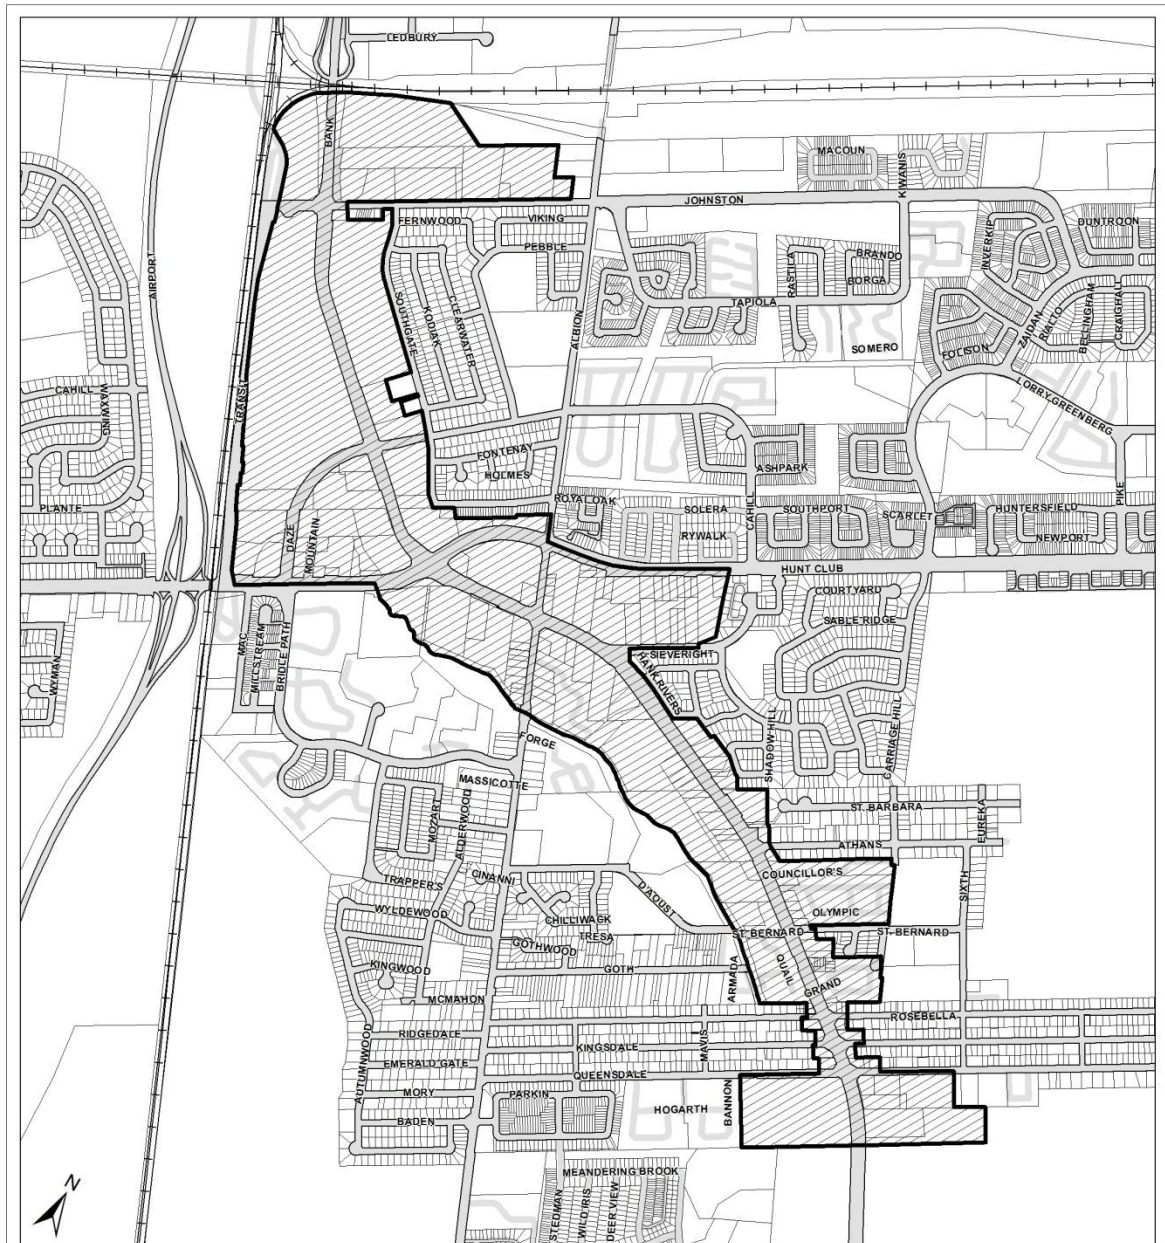 LEDBURY
BANK
MACOUN
KIWANIS
JOHNSTON
FERNWOOD
VIKING
PEBBLE
DUNTROON
INVERKIP
BRANDO
RASTILA
BORGA
AIRPORT
TAPIOLA
SOUTHGATE
KODIAK
CLEARWATER
ALBION
ZAIDAN
RIALTO
BELLINGHAM
CRAIGHALL
SOMERO
FOLISON
CAHILL
WAXWING
TRANSIT
LORRY GREENBERG
FONTENAY
HOLMES
ASHPARK
PIKE
PLANTE
ROYAL OAK
SOLERA
CAHILL
SOUTHPORT
SCARLET
HUNTERSFIELD
DAZE
MOUNTAIN
RYWALK
NEWPORT
HUNT CLUB
COURTYARD
SABLE RIDGE
MAC
MILLSTREAM
BRIDLE PATH
SIEVERIGHT
WYMAN
HANK RIVERS
FORGE
SHADOW HILL
CARRIAGE HILL
MASSICOTTE
MOZART
ALDERWOOD
ST. BARBARA
EUREKA
ATHANS
TRAPPER'S
CINANNI
COUNCILLOR'S
D'AOUST
SIXTH
WYLDEWOOD
CHILLIWACK
OLYMPIC
GOTHWOOD
TRESA
ST. BERNARD
ST. BERNARD
KINGWOOD
GOTH
ARMADA
QUAIL
GRAND
MCMAHON
ROSEBELLA
RIDGEDALE
KINGSDALE
MAVIS
AUTUMNWOOD
EMERALD GATE
QUEENSDALE
MORY
PARKIN
HOGARTH
BANNON
BADEN
MEANDERING BROOK
STEDMAN
WILD IRIS
DEER VIEW
N